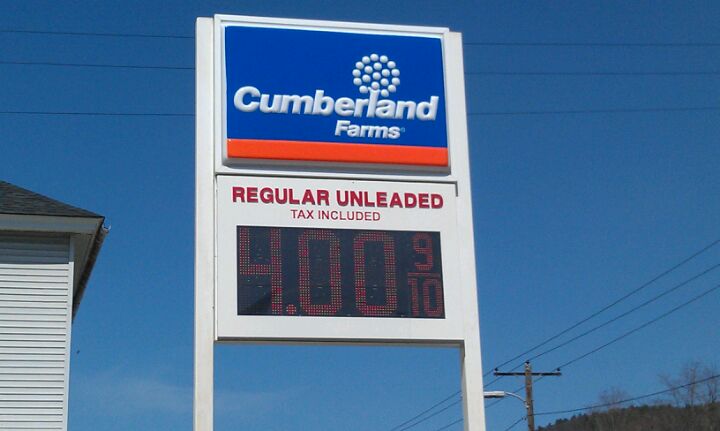 Cumberland
Farms
REGULAR UNLEADED
TAX INCLUDED
4.00 9/10